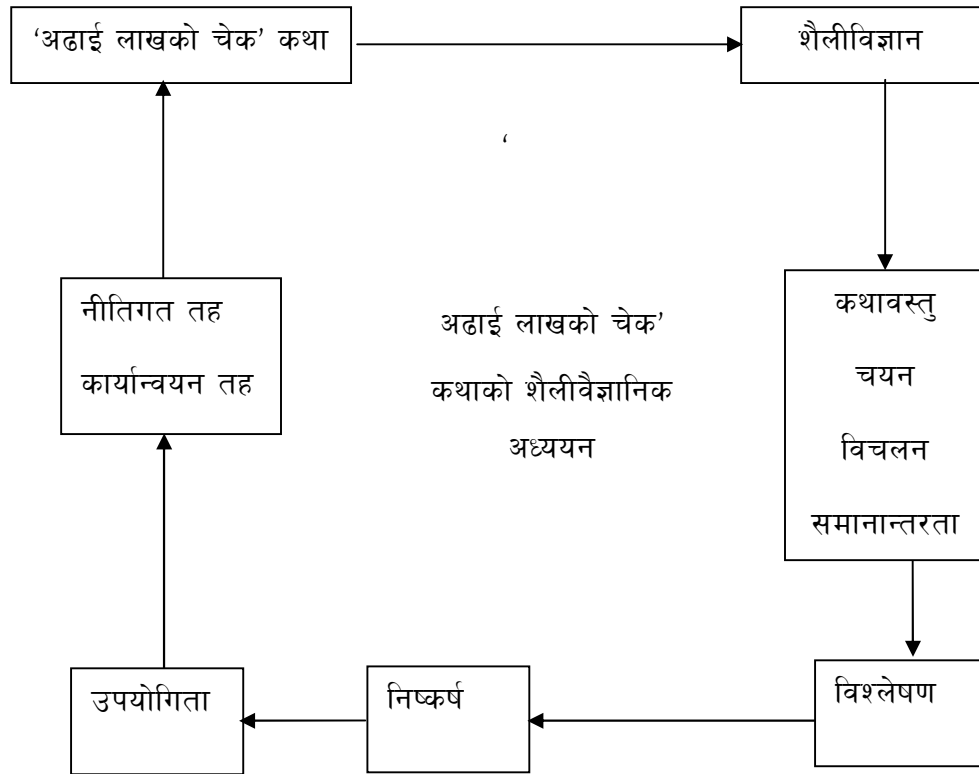 ‘अढाई लाखको चेक’ कथा
शैलीविज्ञान
‘
नीतिगत तह
कार्यान्वयन तह
अढाई लाखको चेक’
कथाको शैलीवैज्ञानिक
अध्ययन
कथावस्तु
चयन
विचलन
समानान्तरता
उपयोगिता
निष्कर्ष
विश्लेषण